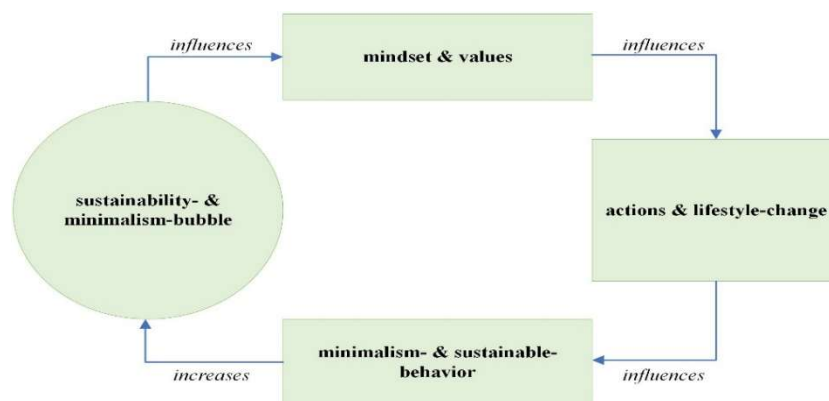 influences
mindset & values
influences
sustainability- &
minimalism-bubble
actions & lifestyle-change
minimalism- & sustainable-
behavior
increases
influences